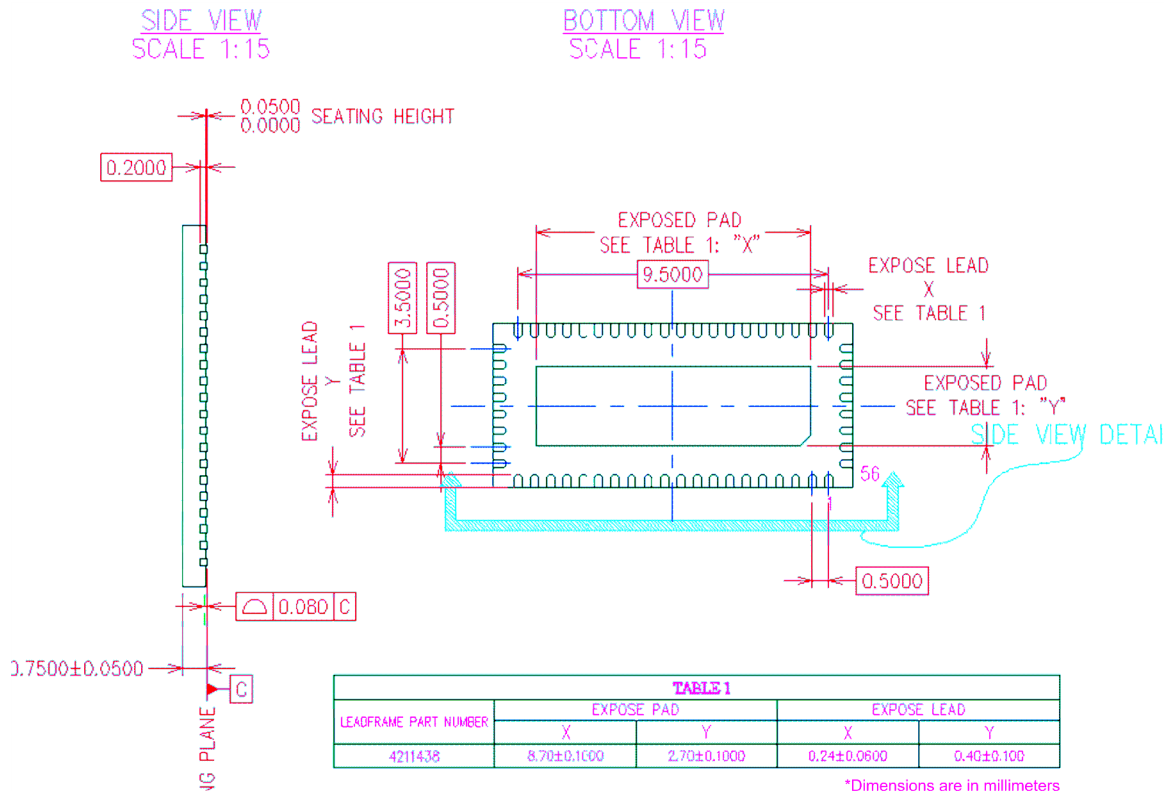 SIDE VIEW
SCALE 1:15
BOTTOM VIEW
SCALE 1:15
0.0500
0.0000
SEATING HEIGHT
0.2000
EXPOSED PAD
SEE TABLE 1: "X"
9.5000
EXPOSE LEAD
X
SEE TABLE 1
3.5000
0.5000
EXPOSE LEAD
Y
SEE TABLE 1
EXPOSED PAD
SEE TABLE 1: "Y"
SIDE VIEW DETAI
56
1
0.5000
0.080 C
0.7500±0.0500
C
NG PLANE
TABLE 1
LEADFRAME PART NUMBER
EXPOSE PAD
EXPOSE LEAD
X
Y
X
Y
4211438
8.70±0.1000
2.70±0.1000
0.24±0.0600
0.40±0.100
*Dimensions are in millimeters